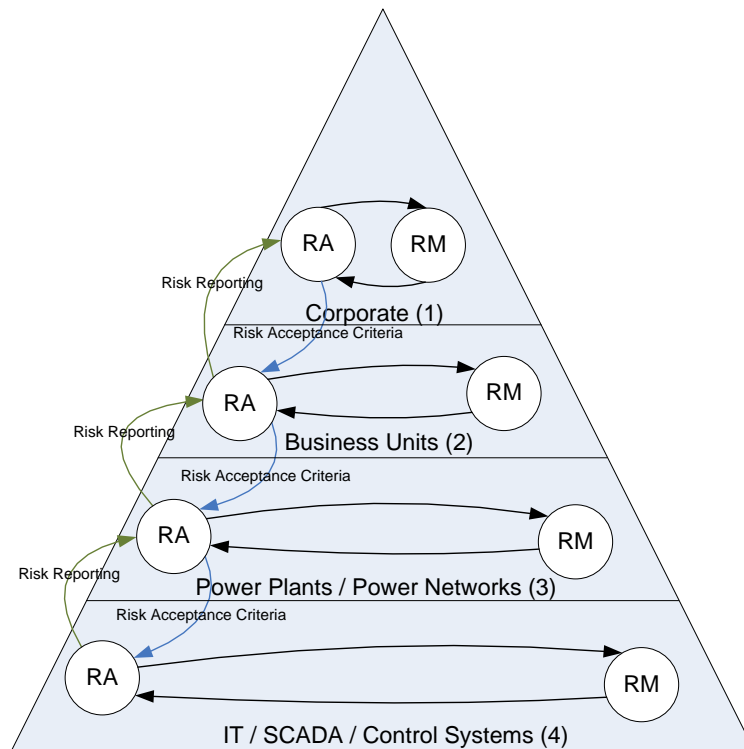 RA
RM
Risk Reporting
Corporate (1)
Risk Acceptance Criteria
RA
RM
Risk Reporting
Business Units (2)
Risk Acceptance Criteria
RA
RM
Risk Reporting
Power Plants / Power Networks (3)
Risk Acceptance Criteria
RA
RM
IT / SCADA / Control Systems (4)